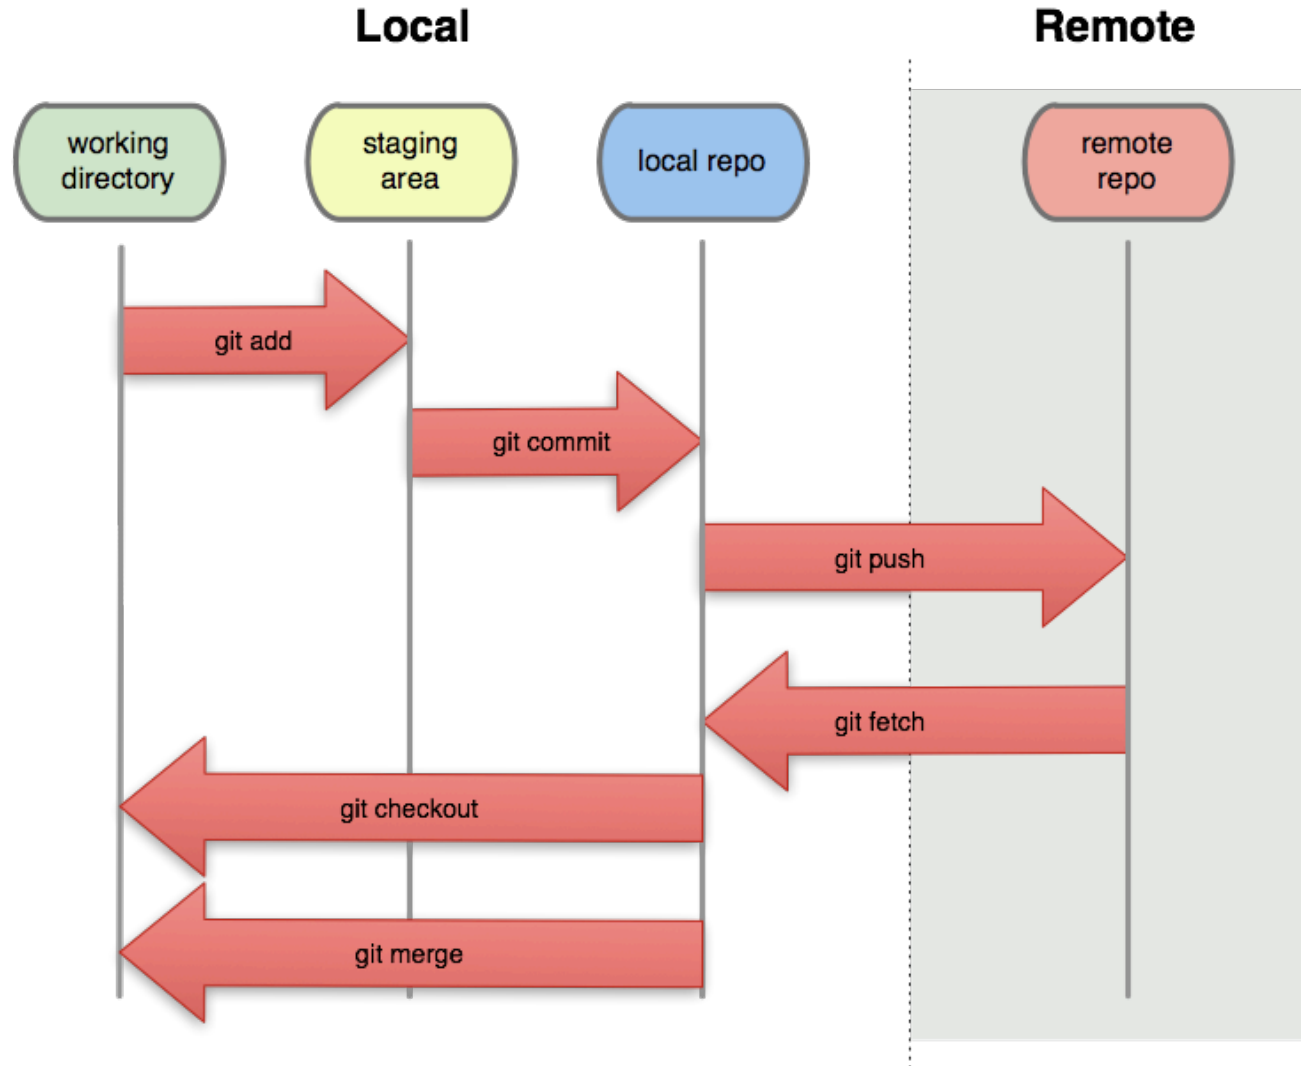 Local
Remote
working
directory
staging
area
local repo
remote
repo
git add
git commit
git push
git fetch
git checkout
git merge